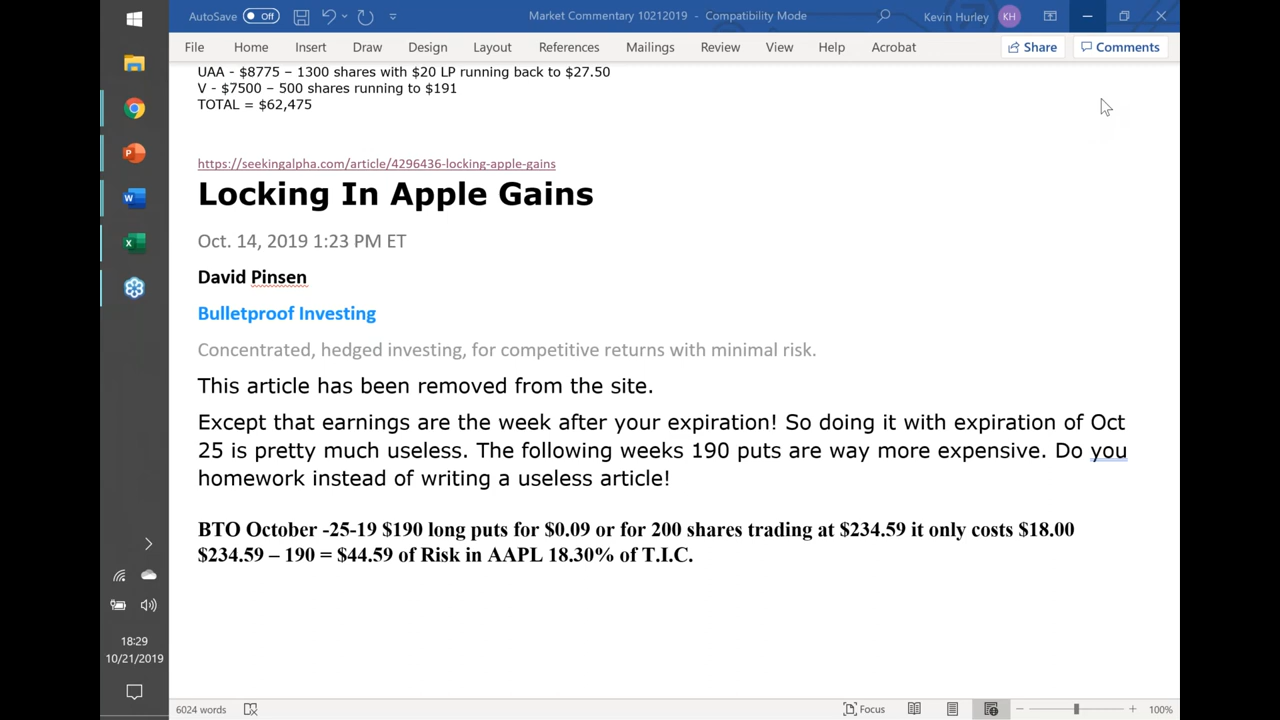 AutoSave Off Market Commentary 10212019 - Compatibility Mode Kevin Hurley KH
File Home Insert Draw Design Layout References Mailings Review View Help Acrobat Share Comments
UAA - $8775 – 1300 shares with $20 LP running back to $27.50
V - $7500 – 500 shares running to $191
TOTAL = $62,475
https://seekingalpha.com/article/4296436-locking-apple-gains
Locking In Apple Gains
Oct. 14, 2019 1:23 PM ET
David Pinsen
Bulletproof Investing
Concentrated, hedged investing, for competitive returns with minimal risk.
This article has been removed from the site.
Except that earnings are the week after your expiration! So doing it with expiration of Oct
25 is pretty much useless. The following weeks 190 puts are way more expensive. Do you
homework instead of writing a useless article!
BTO October -25-19 $190 long puts for $0.09 or for 200 shares trading at $234.59 it only costs $18.00
$234.59 – 190 = $44.59 of Risk in AAPL 18.30% of T.I.C.
18:29
10/21/2019
6024 words Focus 100%